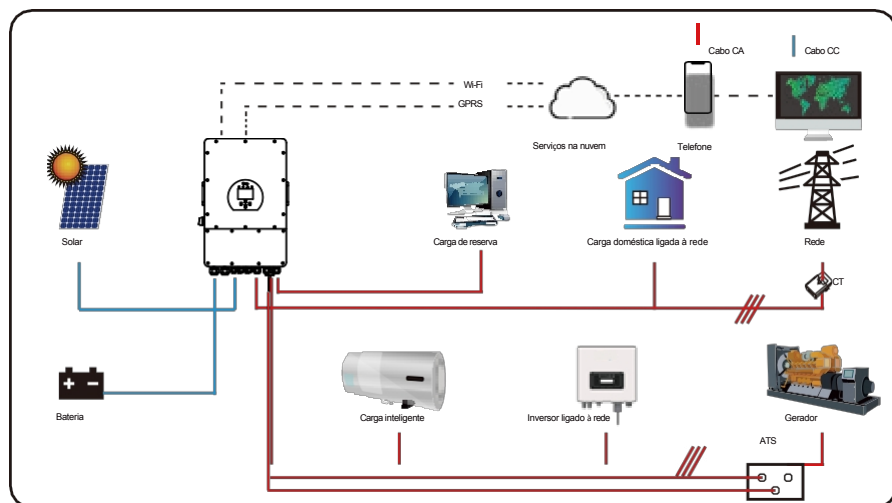 Cabo CA
Cabo CC
Wi-Fi
GPRS
Serviços na nuvem
Telefone
Solar
Carga de reserva
Carga doméstica ligada à rede
Rede
CT
Bateria
Carga inteligente
Inversor ligado à rede
Gerador
ATS